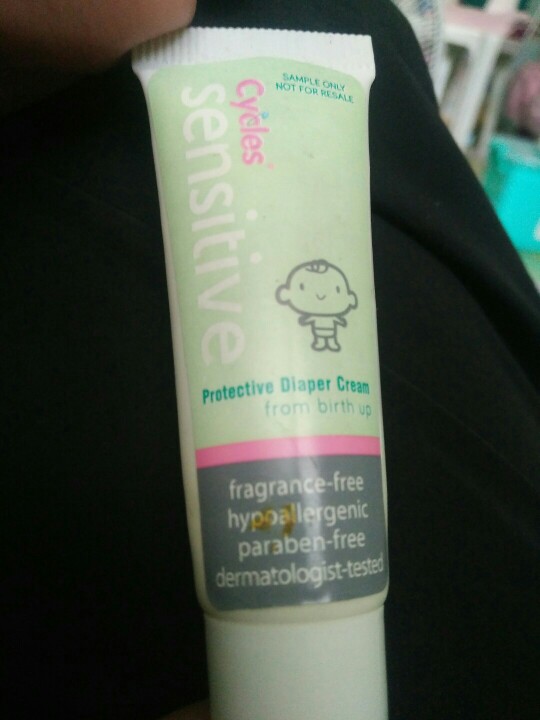 SAMPLE ONLY
NOT FOR RESALE
Cycles
sensitive
Protective Diaper Cream
from birth up
fragrance-free
hypoallergenic
paraben-free
dermatologist-tested